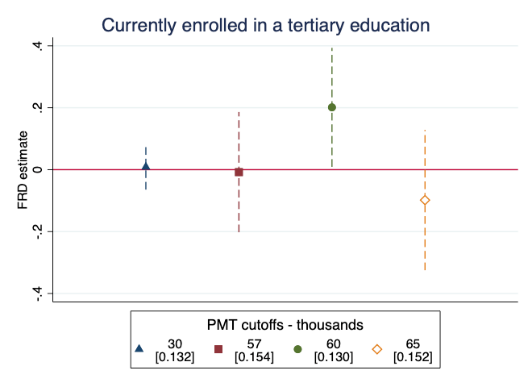 Currently enrolled in a tertiary education
FRD estimate
.4
.2
0
-.2
-.4
PMT cutoffs - thousands
30 57 60 65
[0.132] [0.154] [0.130] [0.152]